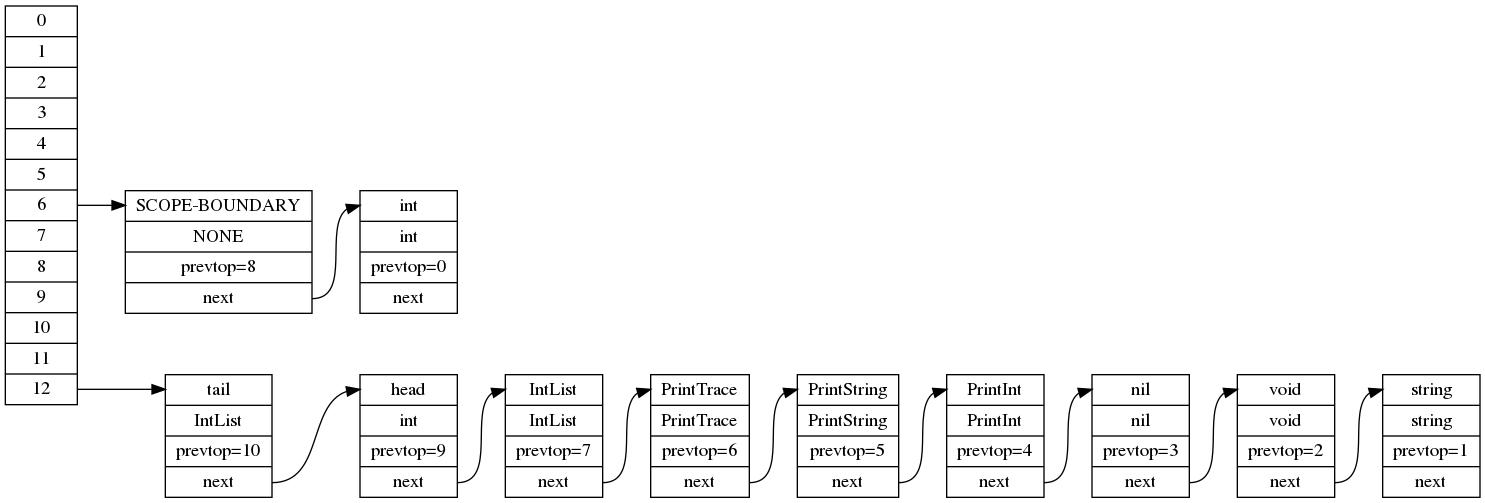 0
1
2
3
4
5
6
7
8
9
10
11
12
SCOPE-BOUNDARY
NONE
prevtop=8
next
int
int
prevtop=0
next
tail
IntList
prevtop=10
next
head
int
prevtop=9
next
IntList
IntList
prevtop=7
next
PrintTrace
PrintTrace
prevtop=6
next
PrintString
PrintString
prevtop=5
next
PrintInt
PrintInt
prevtop=4
next
nil
nil
prevtop=3
next
void
void
prevtop=2
next
string
string
prevtop=1
next